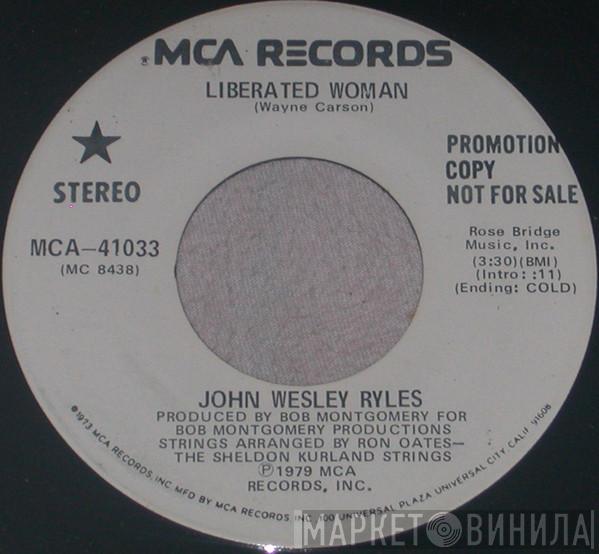 MCA RECORDS
LIBERATED WOMAN
(Wayne Carson)
STEREO
MCA-41033
(MC 8438)
PROMOTION
COPY
NOT FOR SALE
Rose Bridge
Music, Inc.
(3:30)(BMI)
(Intro: :11)
(Ending: COLD)
JOHN WESLEY RYLES
PRODUCED BY BOB MONTGOMERY FOR
BOB MONTGOMERY PRODUCTIONS
STRINGS ARRANGED BY RON OATES—
THE SHELDON KURLAND STRINGS
Ⓟ1979 MCA
RECORDS, INC.
©1973 MCA RECORDS, INC. MFD BY MCA RECORDS, INC., 100 UNIVERSAL PLAZA, UNIVERSAL CITY, CALIF. 91608
МАРКЕТ ВИНИЛА